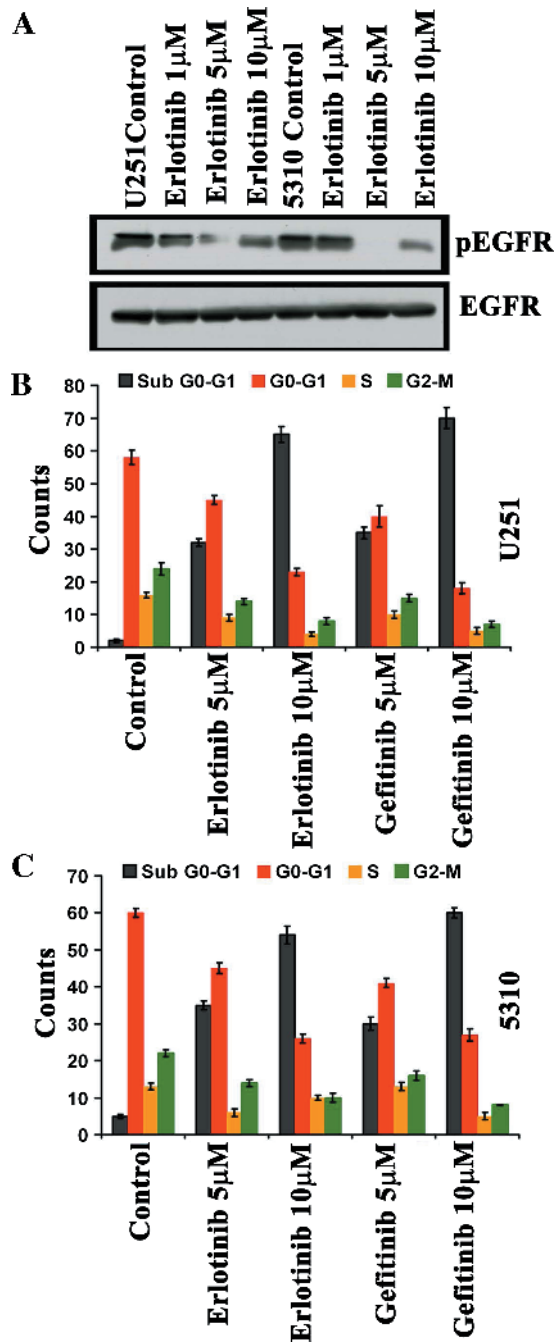 A
U251Control
Erlotinib 1μM
Erlotinib 5μM
Erlotinib 10μM
5310 Control
Erlotinib 1μM
Erlotinib 5μM
Erlotinib 10μM
pEGFR
EGFR
B
Sub G0-G1 G0-G1 S G2-M
80
70
60
50
40
30
20
10
0
Counts
U251
Control
Erlotinib 5μM
Erlotinib 10μM
Gefitinib 5μM
Gefitinib 10μM
C
Sub G0-G1 G0-G1 S G2-M
70
60
50
40
30
20
10
0
Counts
5310
Control
Erlotinib 5μM
Erlotinib 10μM
Gefitinib 5μM
Gefitinib 10μM